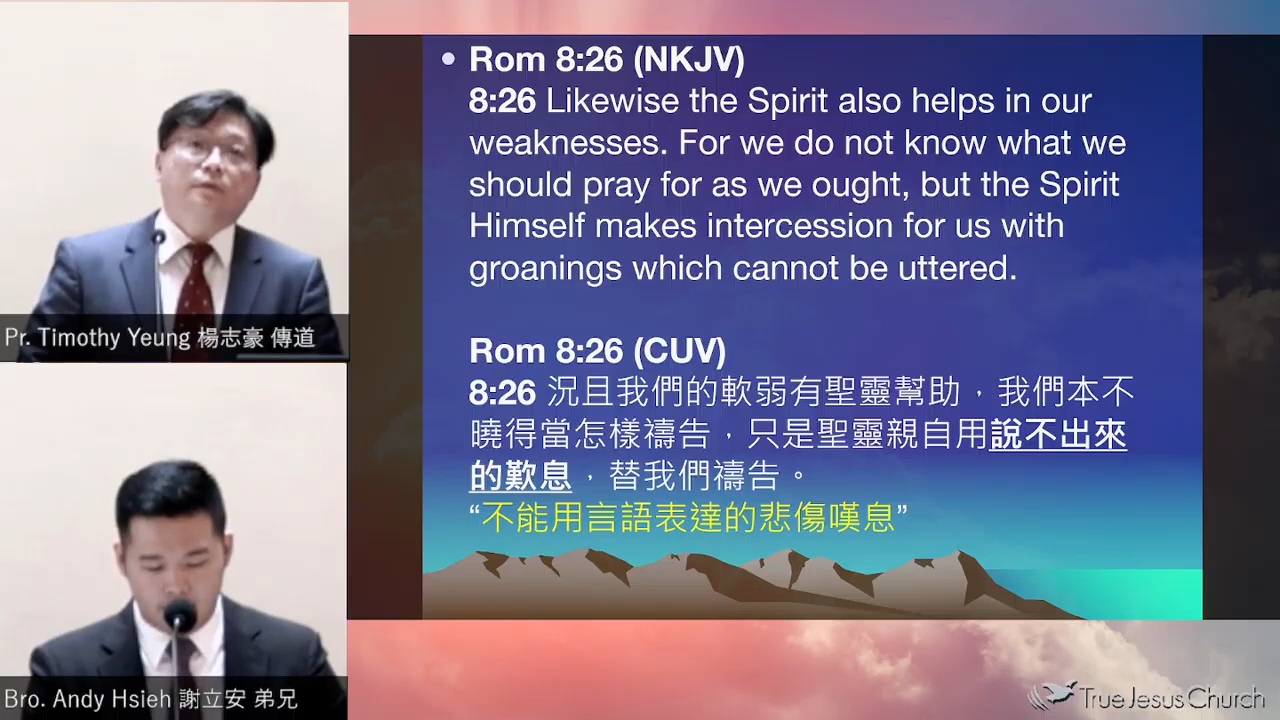 Pr. Timothy Yeung 楊志豪 傳道
Bro. Andy Hsieh 謝立安 弟兄
• Rom 8:26 (NKJV)
8:26 Likewise the Spirit also helps in our
weaknesses. For we do not know what we
should pray for as we ought, but the Spirit
Himself makes intercession for us with
groanings which cannot be uttered.
Rom 8:26 (CUV)
8:26 況且我們的軟弱有聖靈幫助，我們本不
曉得當怎樣禱告，只是聖靈親自用說不出來
的歎息，替我們禱告。
“不能用言語表達的悲傷嘆息”
True Jesus Church